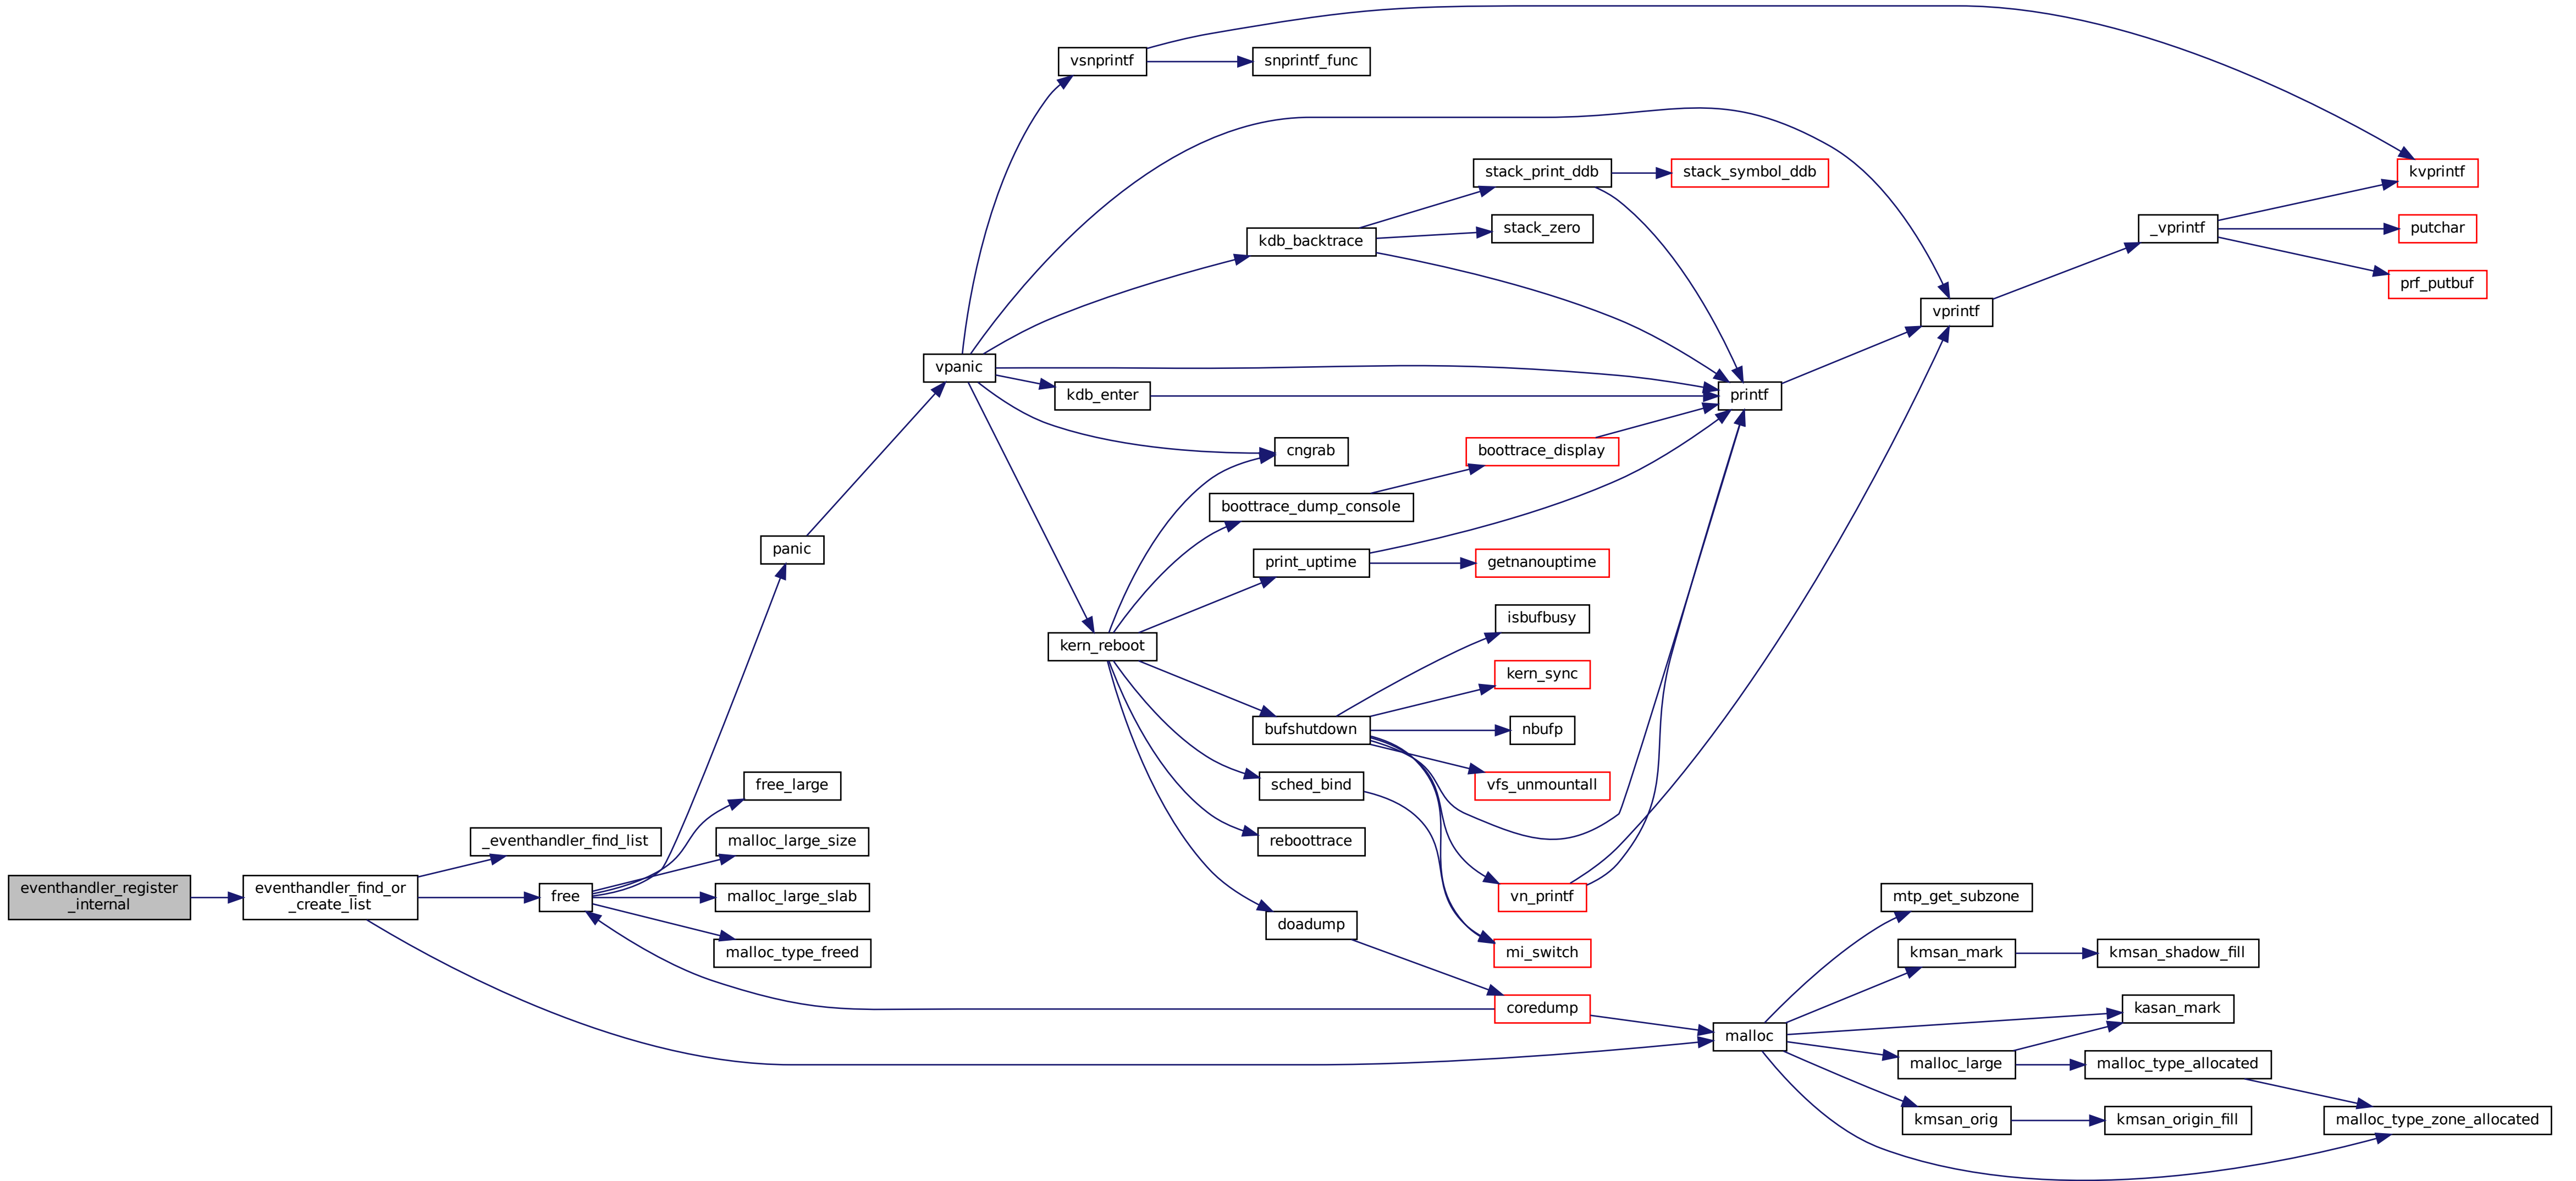 vsnprintf
snprintf_func
stack_print_ddb
stack_symbol_ddb
kvprintf
kdb_backtrace
stack_zero
_vprintf
putchar
prf_putbuf
vprintf
vpanic
kdb_enter
printf
cngrab
boottrace_display
boottrace_dump_console
panic
print_uptime
getnanouptime
isbufbusy
kern_reboot
kern_sync
bufshutdown
nbufp
free_large
sched_bind
vfs_unmountall
_eventhandler_find_list
malloc_large_size
reboottrace
eventhandler_register
_internal
eventhandler_find_or
_create_list
free
malloc_large_slab
vn_printf
mtp_get_subzone
doadump
malloc_type_freed
mi_switch
kmsan_mark
kmsan_shadow_fill
coredump
kasan_mark
malloc
malloc_large
malloc_type_allocated
kmsan_orig
kmsan_origin_fill
malloc_type_zone_allocated